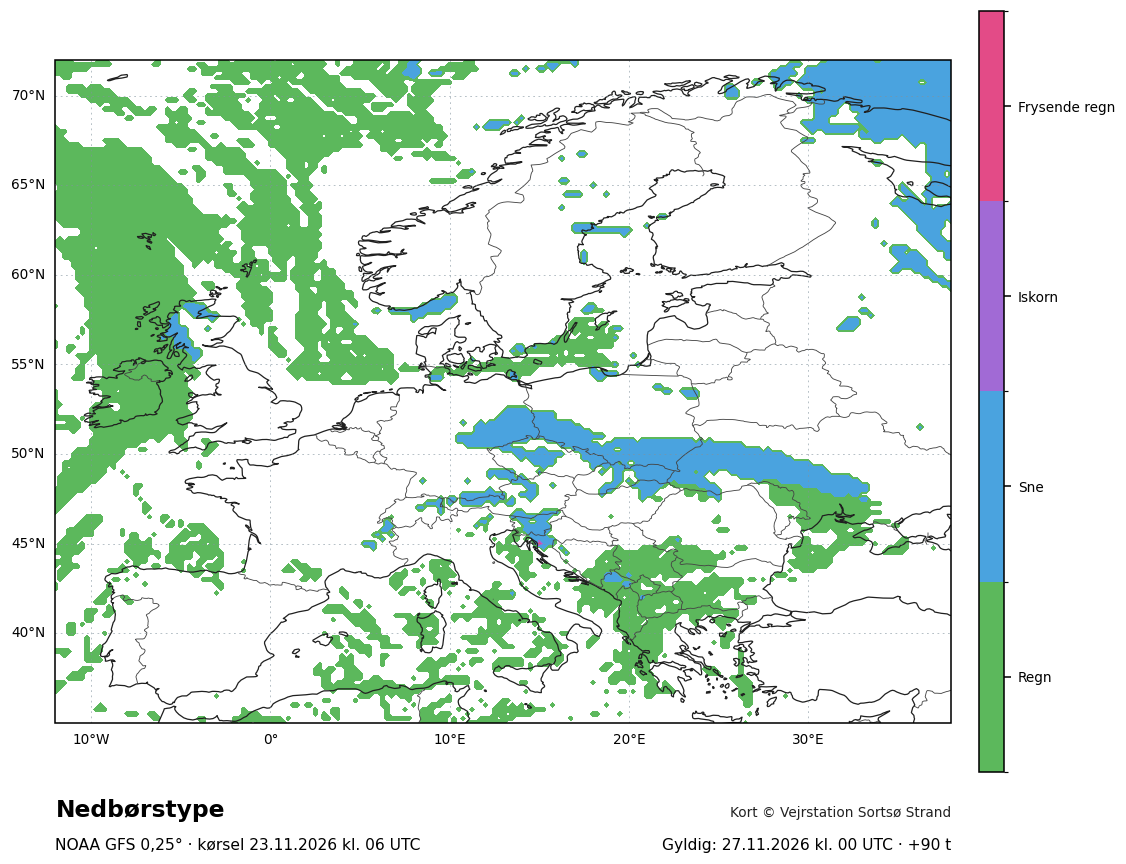 Frysende regn
Iskorn
Sne
Regn
70°N
65°N
60°N
55°N
50°N
45°N
40°N
10°W
0°
10°E
20°E
30°E
Nedbørstype
Kort © Vejrstation Sortsø Strand
NOAA GFS 0,25° · kørsel 23.11.2026 kl. 06 UTC
Gyldig: 27.11.2026 kl. 00 UTC · +90 t